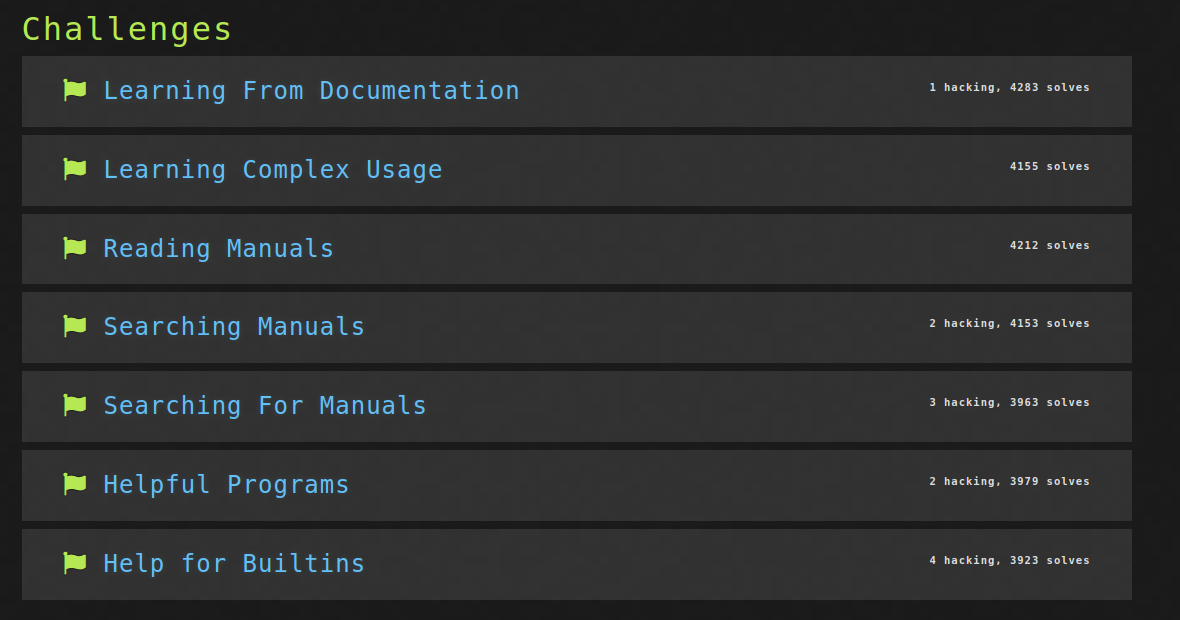 Challenges
Learning From Documentation 1 hacking, 4283 solves
Learning Complex Usage 4155 solves
Reading Manuals 4212 solves
Searching Manuals 2 hacking, 4153 solves
Searching For Manuals 3 hacking, 3963 solves
Helpful Programs 2 hacking, 3979 solves
Help for Builtins 4 hacking, 3923 solves